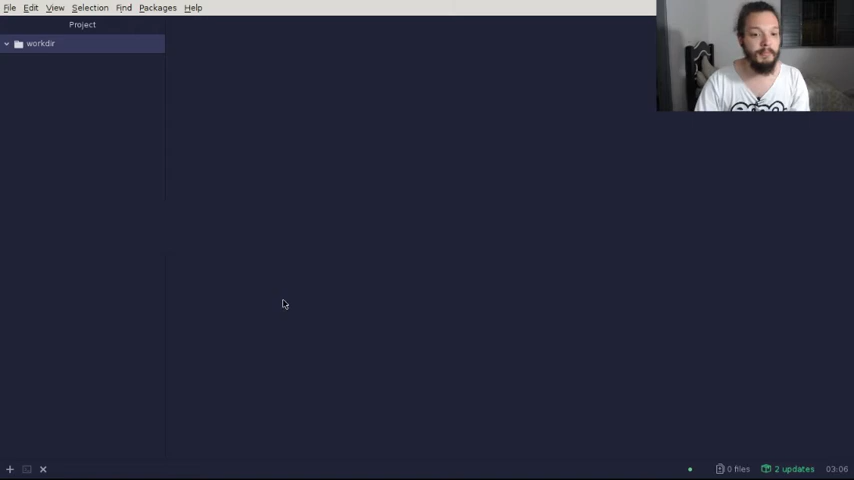 File Edit View Selection Find Packages Help
Project
workdir
0 files 2 updates 03:06